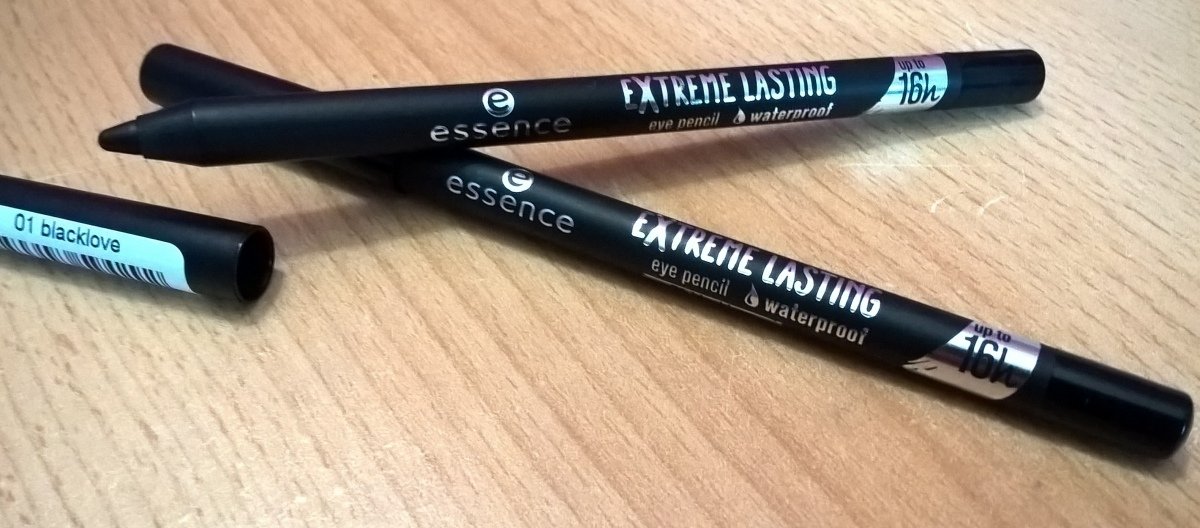 e
essence
EXTREME LASTING
eye pencil waterproof
up to
16h
e
essence
EXTREME LASTING
eye pencil waterproof
up to
16h
01 blacklove